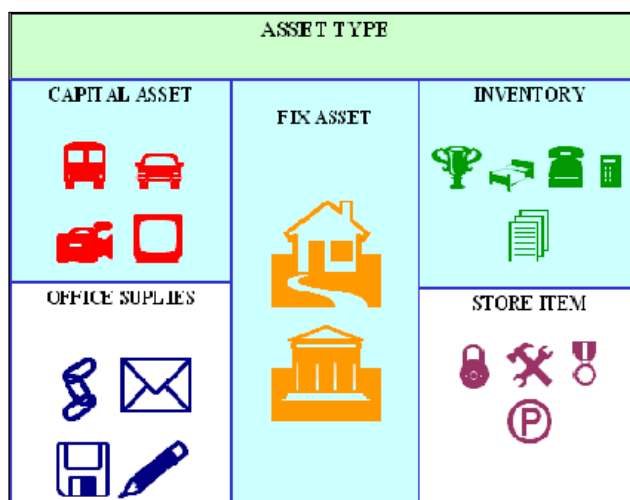 ASSET TYPE
CAPITAL ASSET
FIX ASSET
INVENTORY
OFFICE SUPLIES
STORE ITEM
P